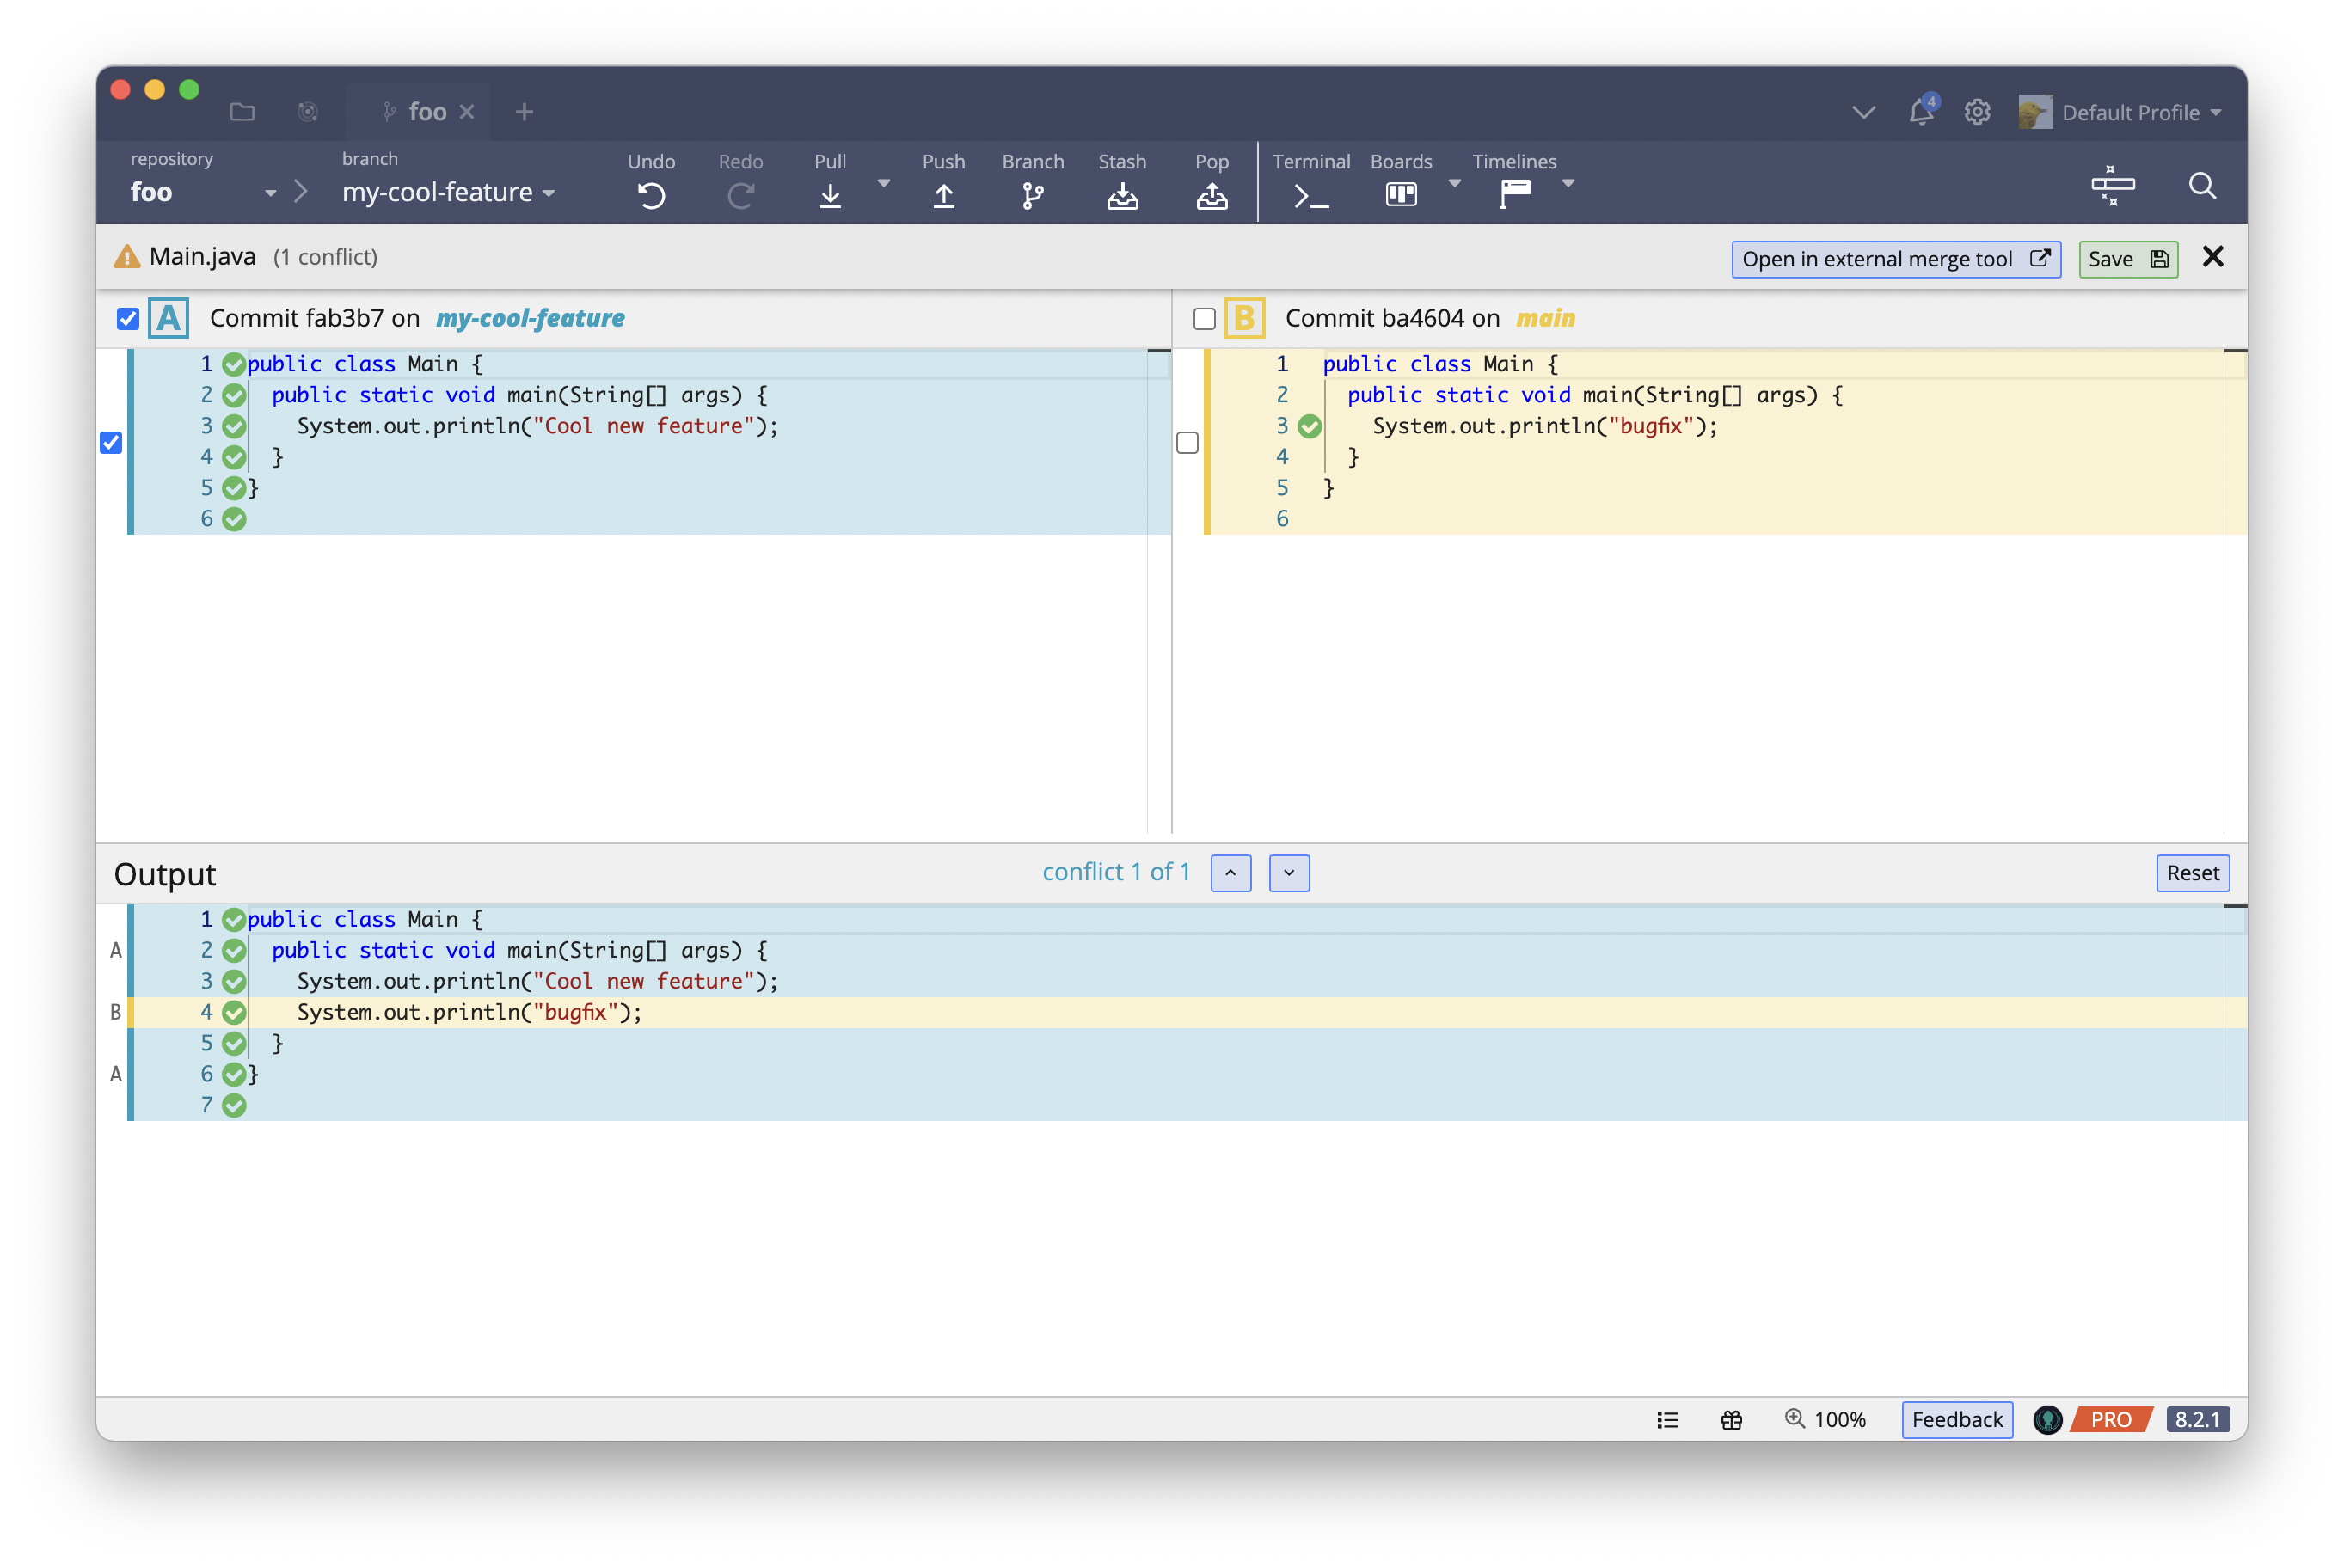 foo
4
Default Profile
repository
foo
branch
my-cool-feature
Undo
Redo
Pull
Push
Branch
Stash
Pop
Terminal
Boards
Timelines
Main.java (1 conflict)
Open in external merge tool
Save
A Commit fab3b7 on my-cool-feature
1 public class Main {
2 public static void main(String[] args) {
3 System.out.println("Cool new feature");
4 }
5 }
6
B Commit ba4604 on main
1 public class Main {
2 public static void main(String[] args) {
3 System.out.println("bugfix");
4 }
5 }
6
Output
conflict 1 of 1
Reset
1 public class Main {
A 2 public static void main(String[] args) {
3 System.out.println("Cool new feature");
B 4 System.out.println("bugfix");
5 }
A 6 }
7
100%
Feedback
PRO
8.2.1